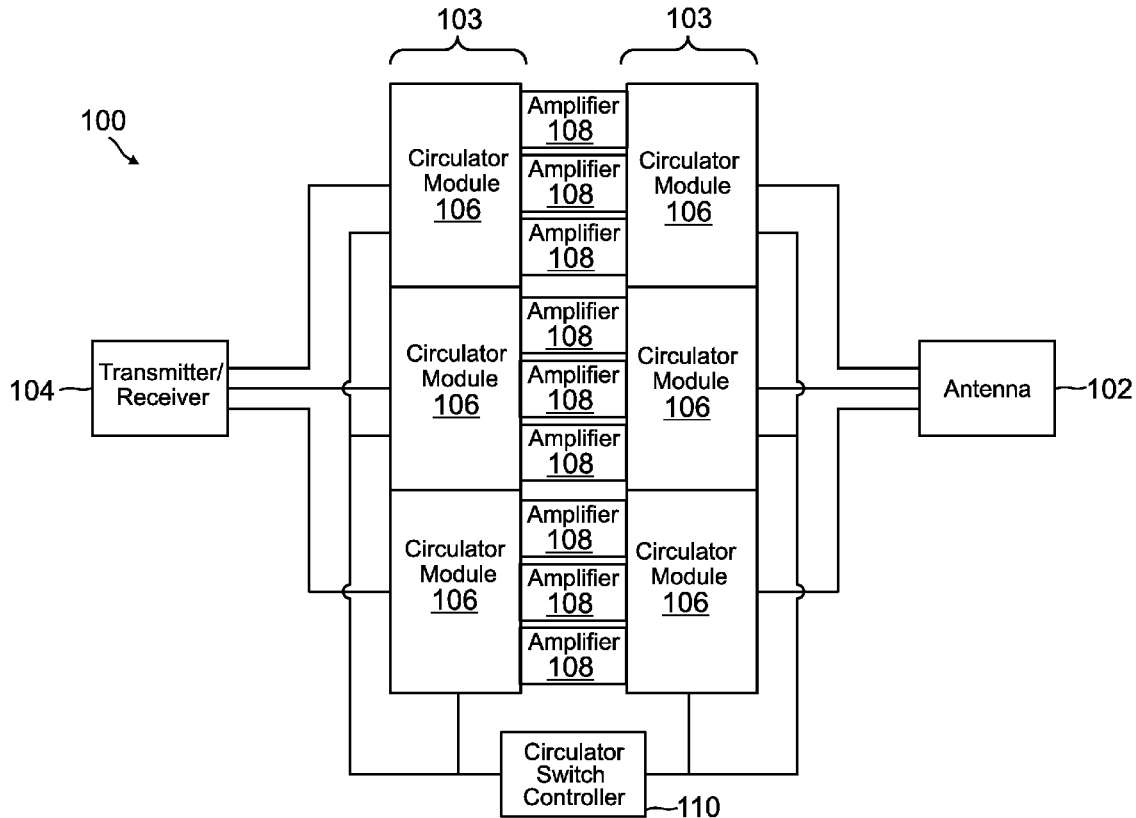 103
103
100
Circulator
Module
106
Amplifier
108
Amplifier
108
Amplifier
108
Circulator
Module
106
Circulator
Module
106
Amplifier
108
Amplifier
108
Amplifier
108
Circulator
Module
106
Circulator
Module
106
Amplifier
108
Amplifier
108
Amplifier
108
Circulator
Module
106
104
Transmitter/
Receiver
Antenna
102
Circulator
Switch
Controller
110